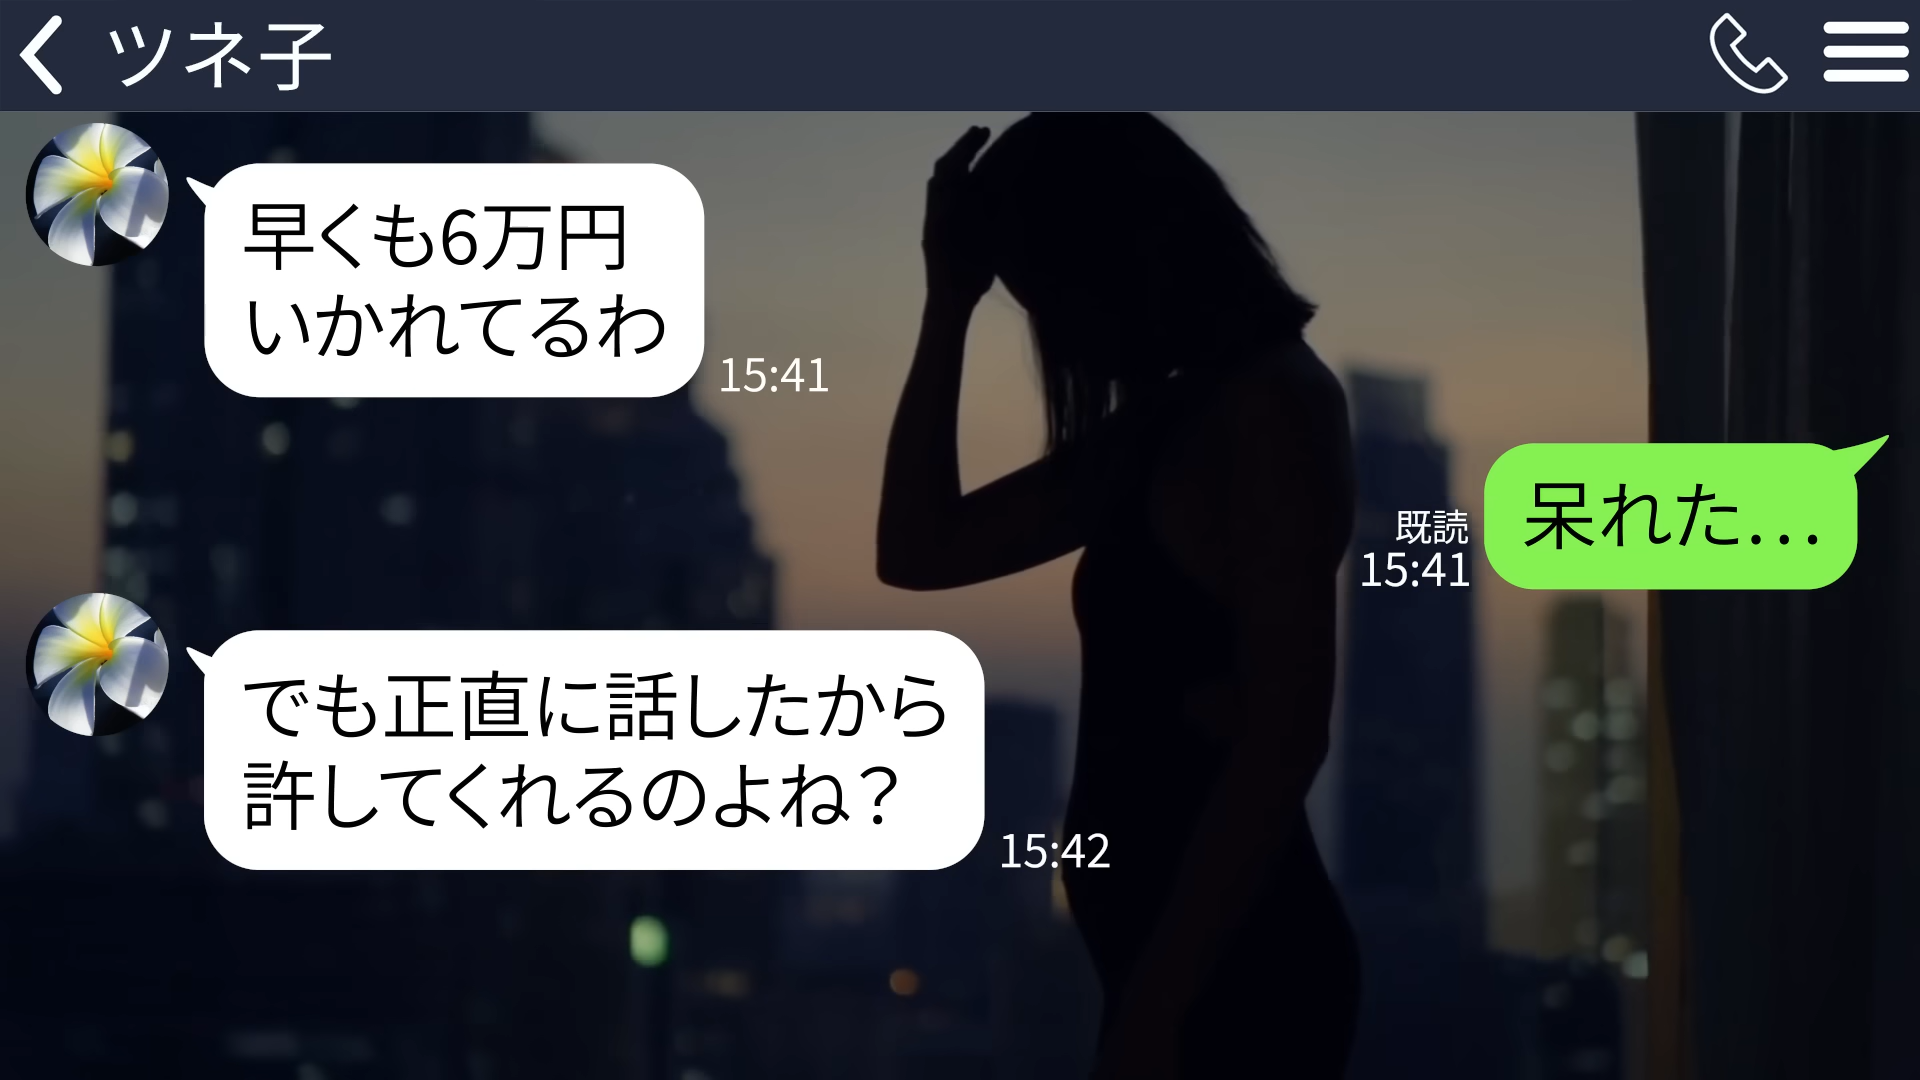 ツネ子
早くも6万円
いかれてるわ
15:41
呆れた…
既読
15:41
でも正直に話したから
許してくれるのよね？
15:42